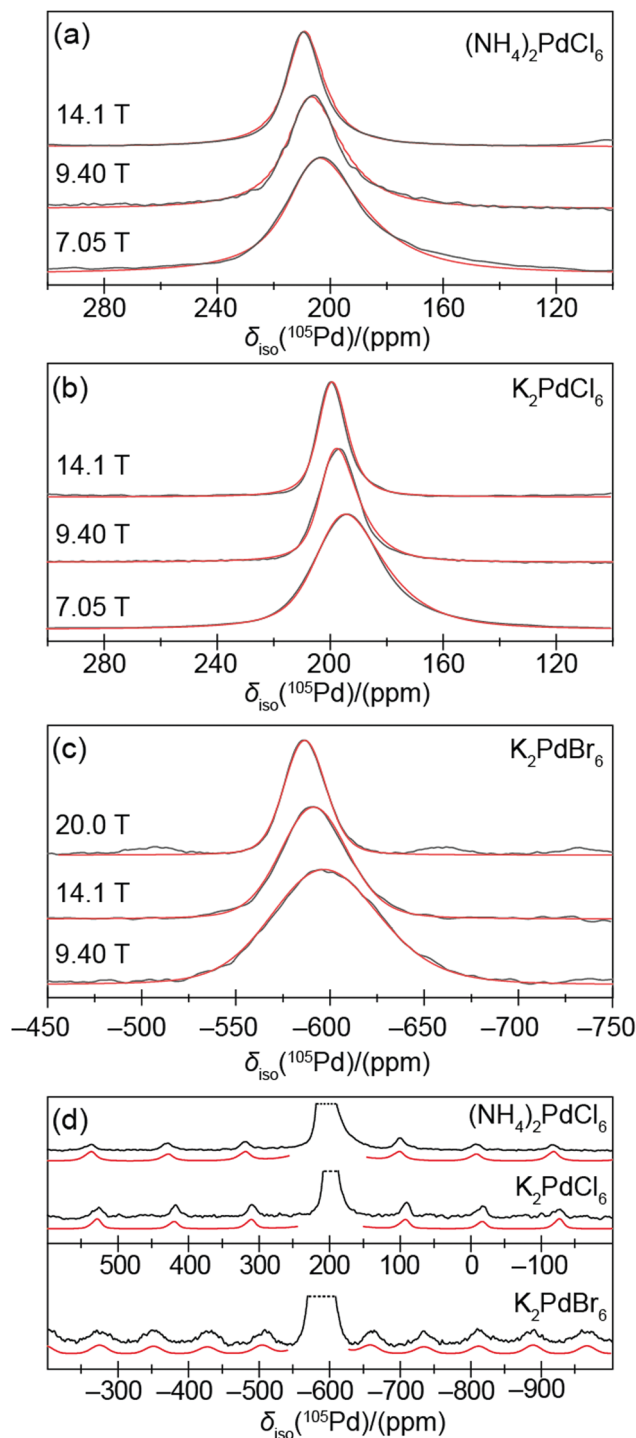 (a) (NH₄)₂PdCl₆
14.1 T
9.40 T
7.05 T
280 240 200 160 120
δiso(¹⁰⁵Pd)/(ppm)
(b) K₂PdCl₆
14.1 T
9.40 T
7.05 T
280 240 200 160 120
δiso(¹⁰⁵Pd)/(ppm)
(c) K₂PdBr₆
20.0 T
14.1 T
9.40 T
–450 –500 –550 –600 –650 –700 –750
δiso(¹⁰⁵Pd)/(ppm)
(d) (NH₄)₂PdCl₆
K₂PdCl₆
500 400 300 200 100 0 –100
K₂PdBr₆
–300 –400 –500 –600 –700 –800 –900
δiso(¹⁰⁵Pd)/(ppm)